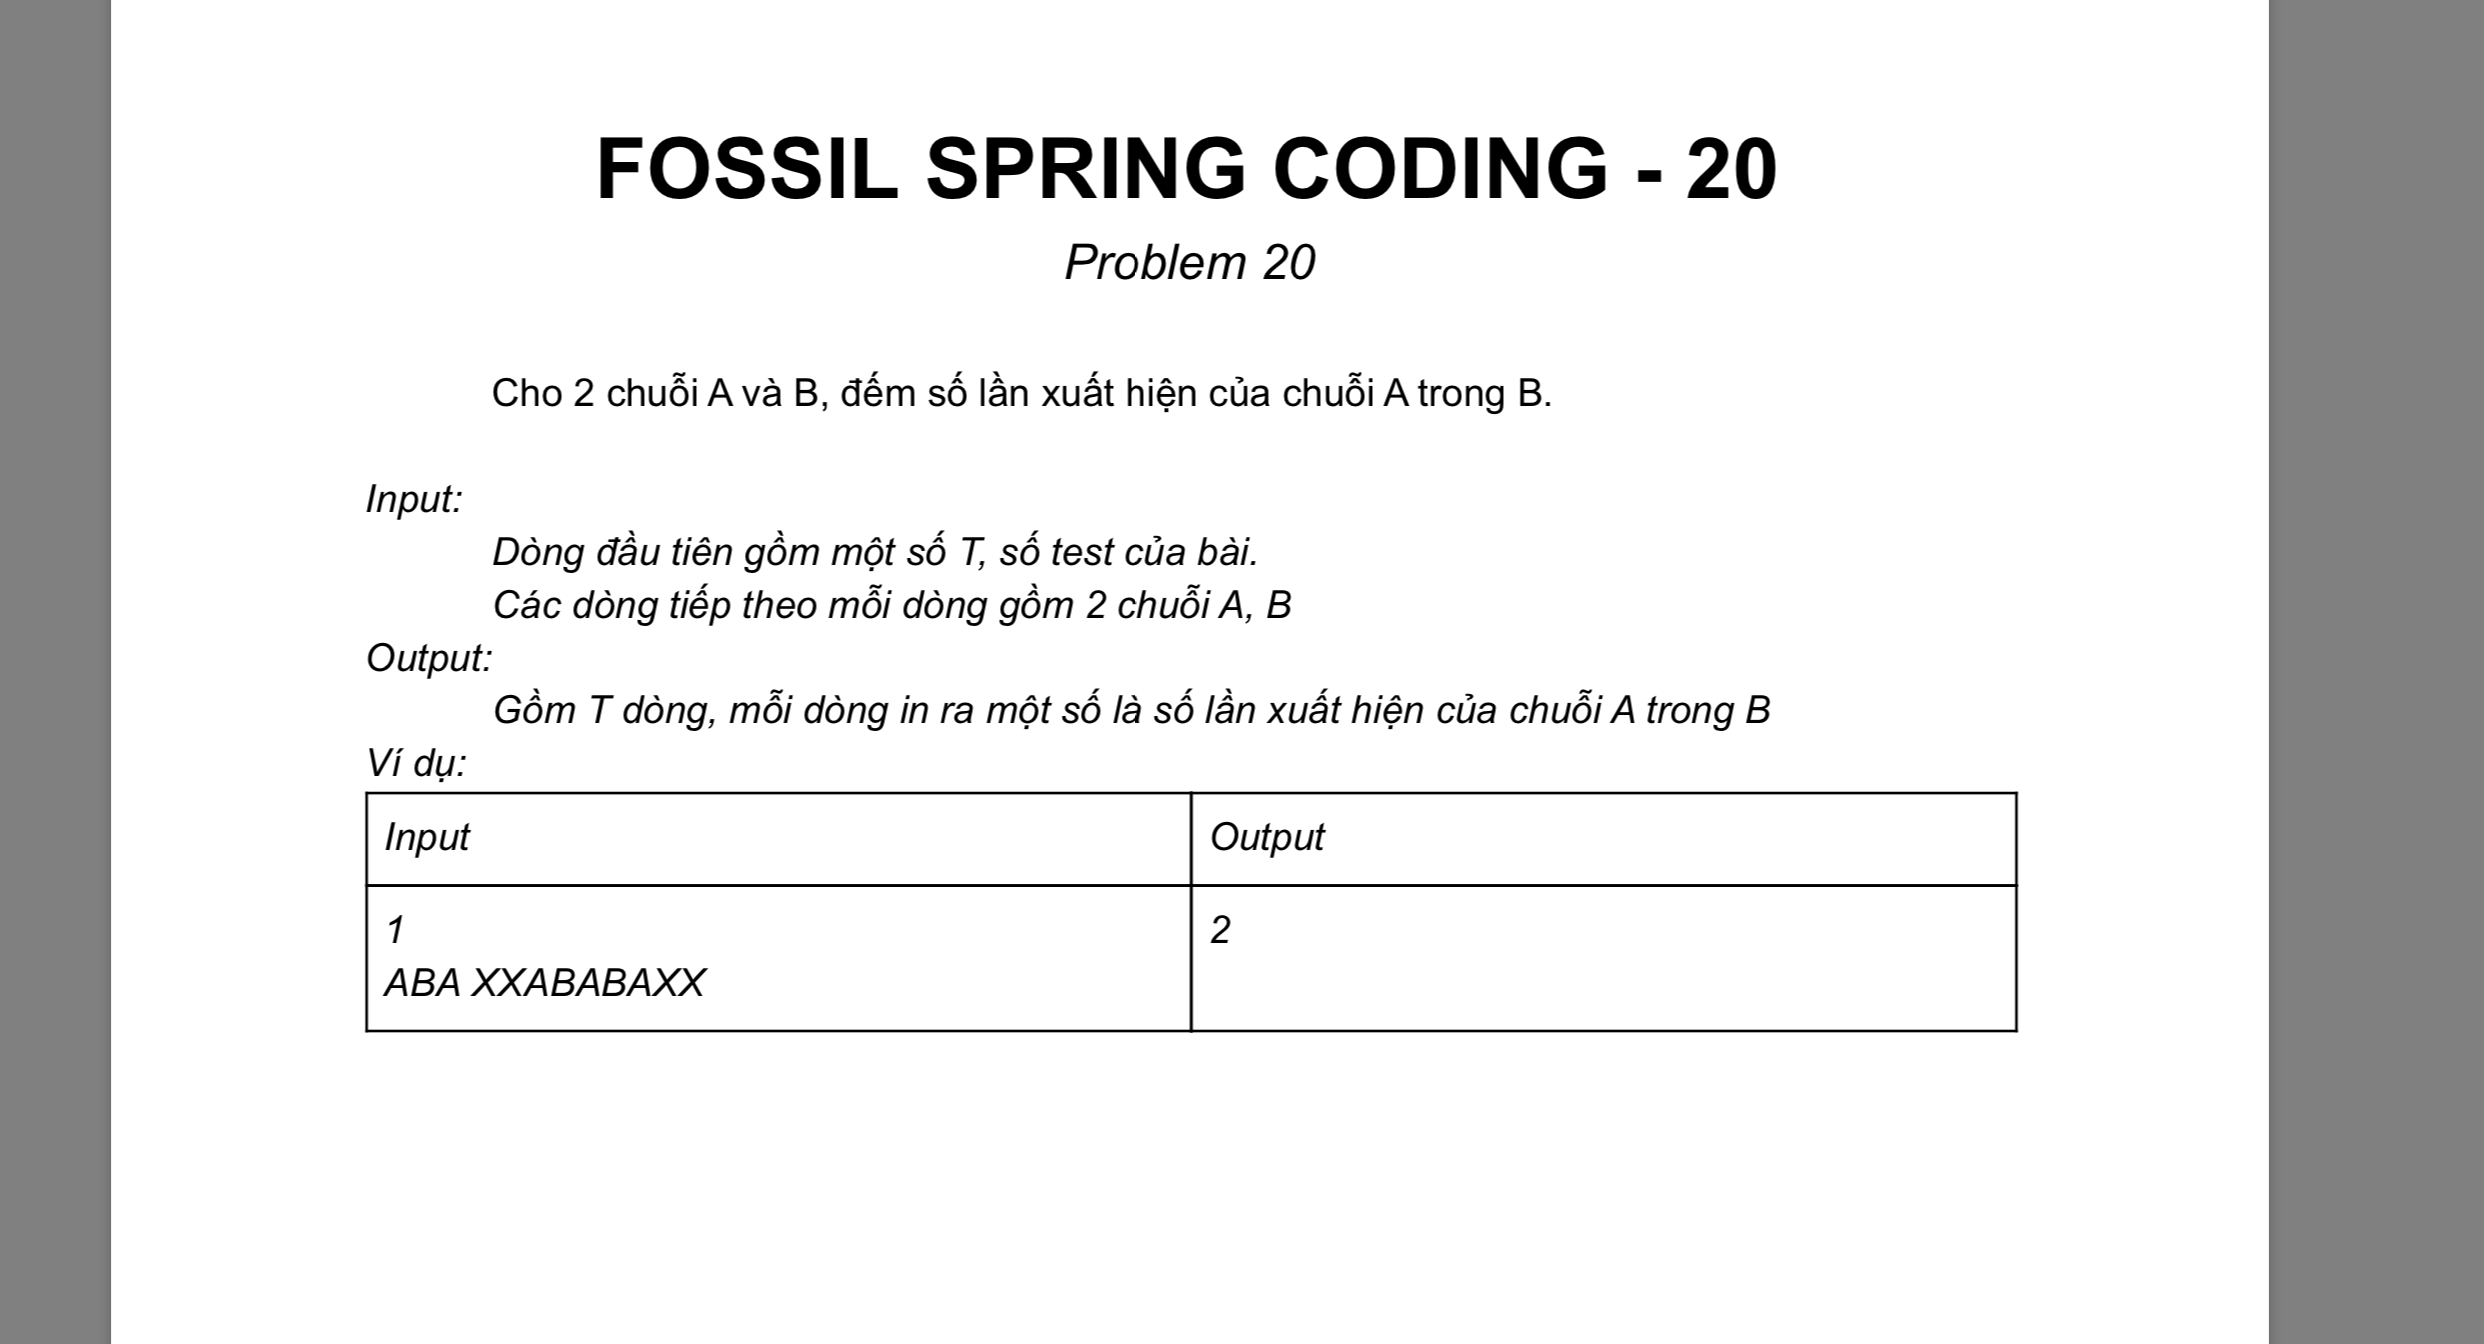 FOSSIL SPRING CODING - 20
Problem 20
Cho 2 chuỗi A và B, đếm số lần xuất hiện của chuỗi A trong B.
Input:
Dòng đầu tiên gồm một số T, số test của bài.
Các dòng tiếp theo mỗi dòng gồm 2 chuỗi A, B
Output:
Gồm T dòng, mỗi dòng in ra một số là số lần xuất hiện của chuỗi A trong B
Ví dụ:
Input Output
1 2
ABA XXABABAXX